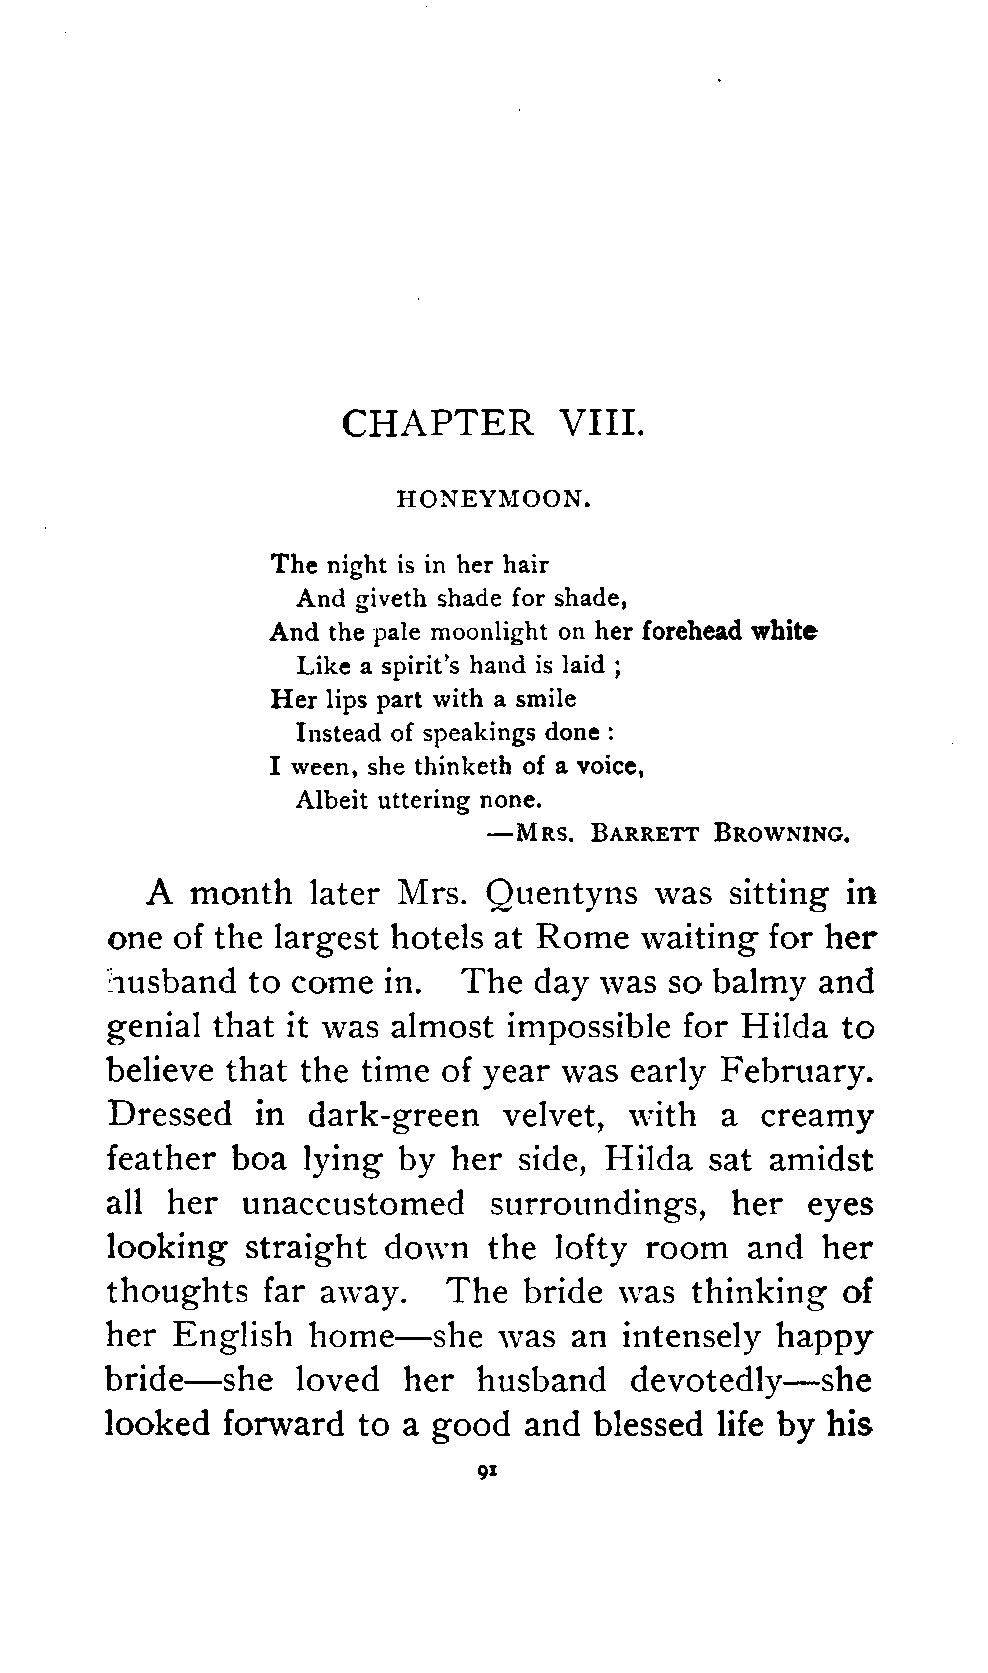 CHAPTER VIII.
HONEYMOON.
The night is in her hair
And giveth shade for shade,
And the pale moonlight on her forehead white
Like a spirit's hand is laid ;
Her lips part with a smile
Instead of speakings done :
I ween, she thinketh of a voice,
Albeit uttering none.
—MRS. BARRETT BROWNING.
A month later Mrs. Quentyns was sitting in
one of the largest hotels at Rome waiting for her
husband to come in. The day was so balmy and
genial that it was almost impossible for Hilda to
believe that the time of year was early February.
Dressed in dark-green velvet, with a creamy
feather boa lying by her side, Hilda sat amidst
all her unaccustomed surroundings, her eyes
looking straight down the lofty room and her
thoughts far away. The bride was thinking of
her English home—she was an intensely happy
bride—she loved her husband devotedly—she
looked forward to a good and blessed life by his
91